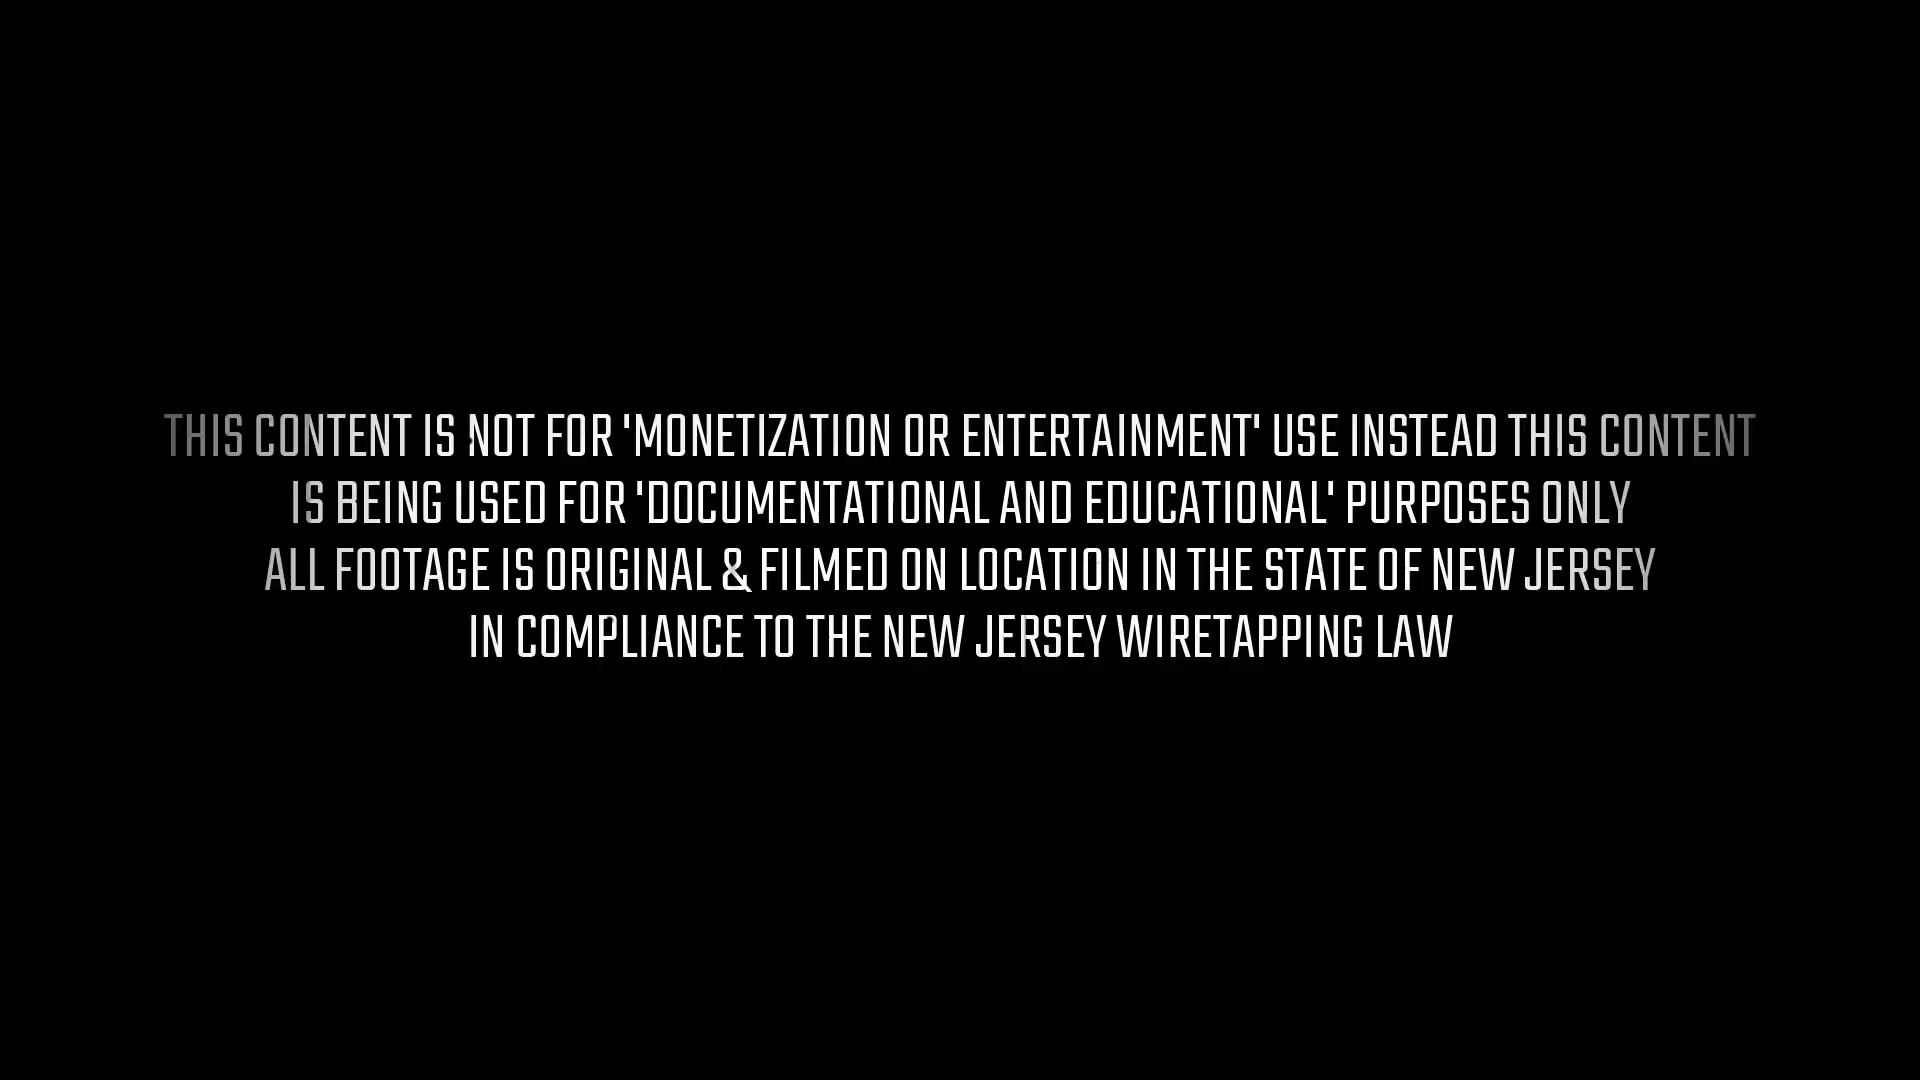 THIS CONTENT IS NOT FOR 'MONETIZATION OR ENTERTAINMENT' USE INSTEAD THIS CONTENT
IS BEING USED FOR 'DOCUMENTATIONAL AND EDUCATIONAL' PURPOSES ONLY
ALL FOOTAGE IS ORIGINAL & FILMED ON LOCATION IN THE STATE OF NEW JERSEY
IN COMPLIANCE TO THE NEW JERSEY WIRETAPPING LAW